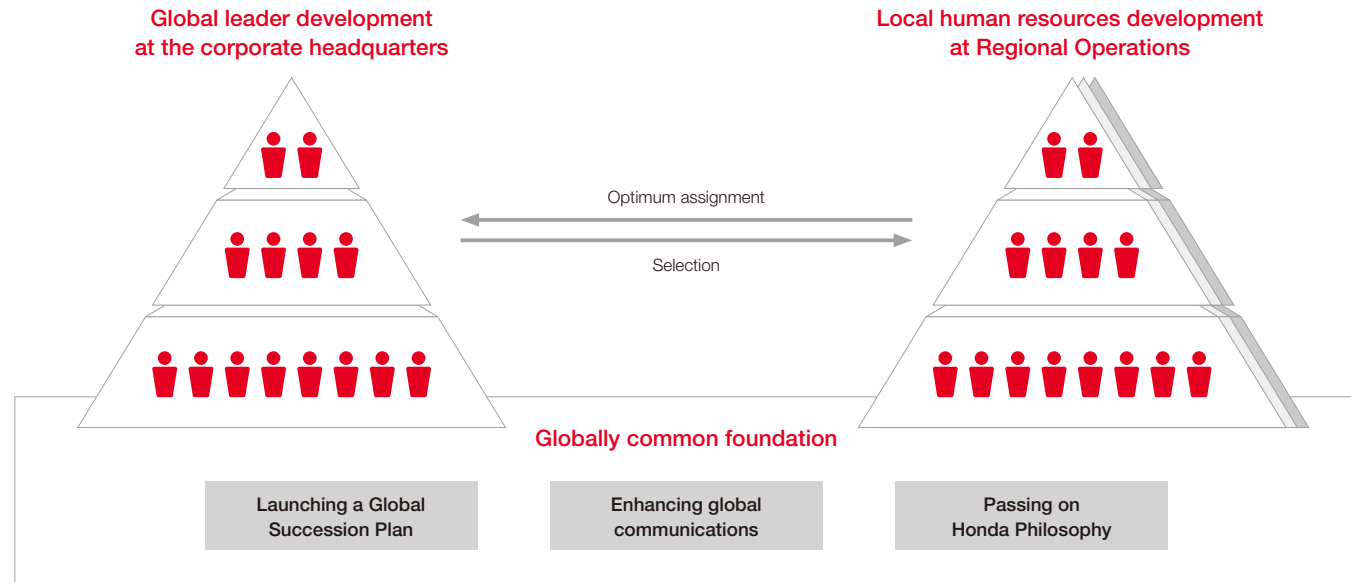 Global leader development
at the corporate headquarters
Local human resources development
at Regional Operations
Optimum assignment
Selection
Globally common foundation
Launching a Global
Succession Plan
Enhancing global
communications
Passing on
Honda Philosophy